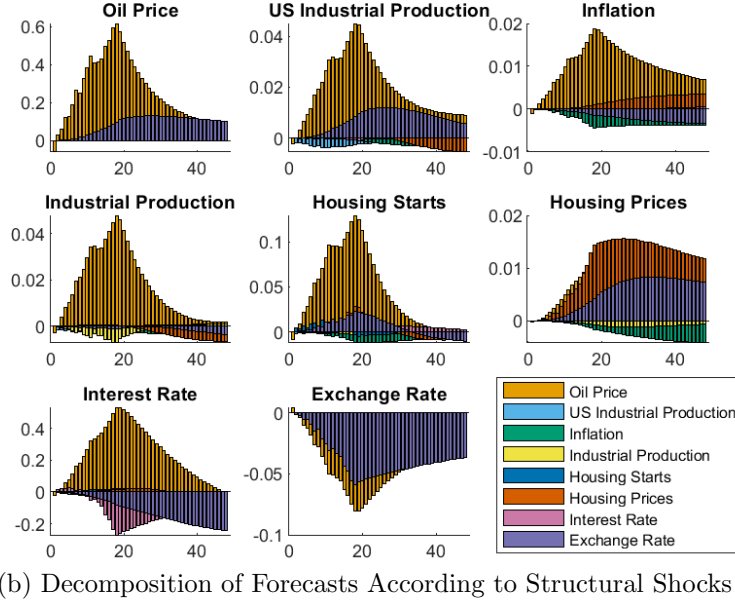 Oil Price
US Industrial Production
Inflation
0.6
0.4
0.2
0
0 20 40
0.04
0.02
0
0 20 40
0.02
0.01
0
-0.01
0 20 40
Industrial Production
Housing Starts
Housing Prices
0.04
0.02
0
0 20 40
0.1
0.05
0
0 20 40
0.02
0.01
0
0 20 40
Interest Rate
Exchange Rate
0.4
0.2
0
-0.2
0 20 40
0
-0.05
-0.1
0 20 40
Oil Price
US Industrial Production
Inflation
Industrial Production
Housing Starts
Housing Prices
Interest Rate
Exchange Rate
(b) Decomposition of Forecasts According to Structural Shocks